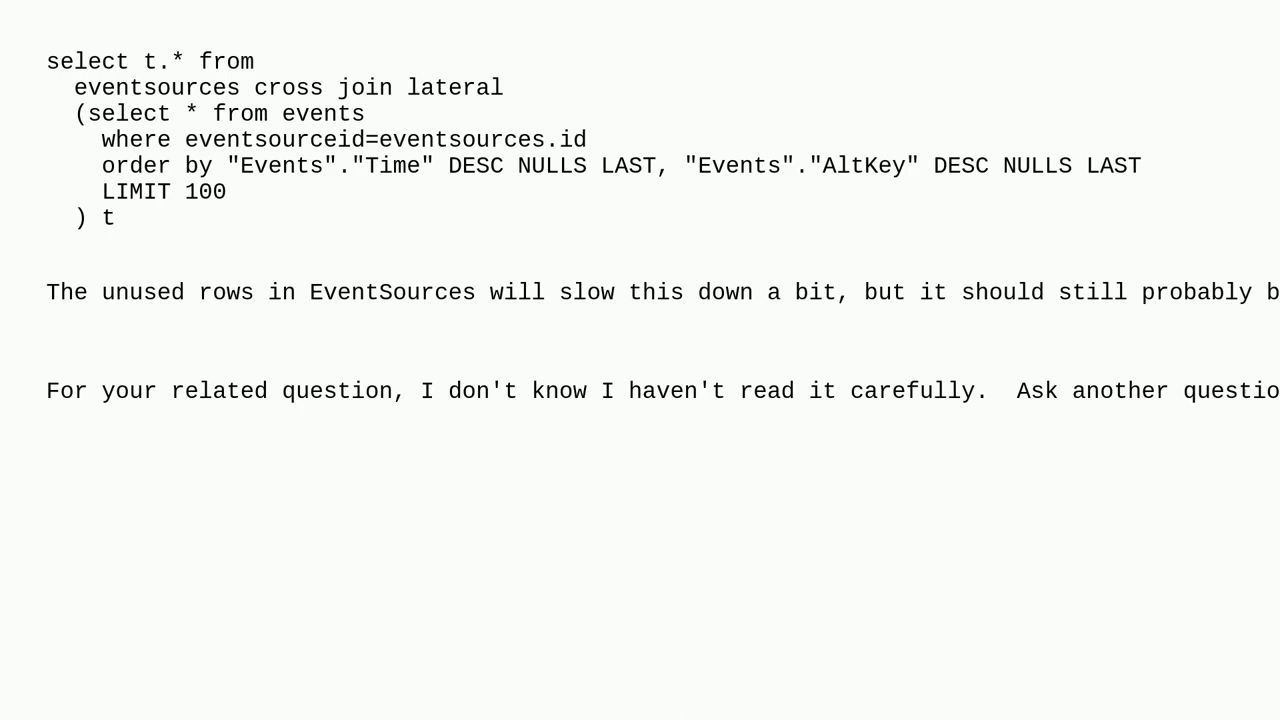 select t.* from
  eventsources cross join lateral
  (select * from events
    where eventsourceid=eventsources.id
    order by "Events"."Time" DESC NULLS LAST, "Events"."AltKey" DESC NULLS LAST
    LIMIT 100
  ) t
The unused rows in EventSources will slow this down a bit, but it should still probably
For your related question, I don't know I haven't read it carefully.  Ask another